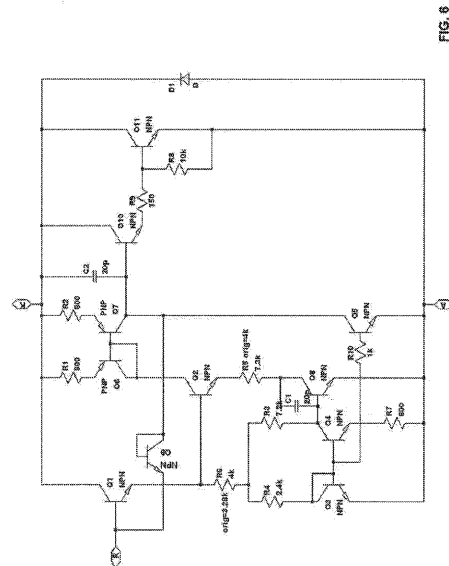 K
R1
800
R2
800
PNP
Q6
PNP
Q7
C2
20p
Q10
NPN
R9
150
Q11
NPN
R8
10k
D1
D
Q1
NPN
R
Q9
NPN
Q2
NPN
R6
4k
orig=3.28k
R5 orig=4k
7.2k
R3
7.2k
R4
2.4k
C1
20p
Q8
NPN
Q4
NPN
Q3
NPN
R7
600
R10
1k
Q5
NPN
A
FIG. 6